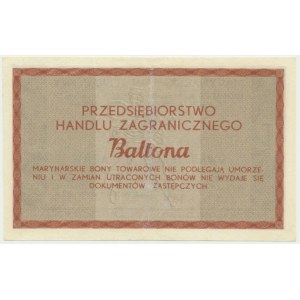 PRZEDSIĘBIORSTWO
HANDLU ZAGRANICZNEGO
Baltona
MARYNARSKIE BONY TOWAROWE NIE PODLEGAJĄ UMORZE-
NIU I W ZAMIAN UTRACONYCH BONÓW NIE WYDAJE SIĘ
DOKUMENTÓW ZASTĘPCZYCH